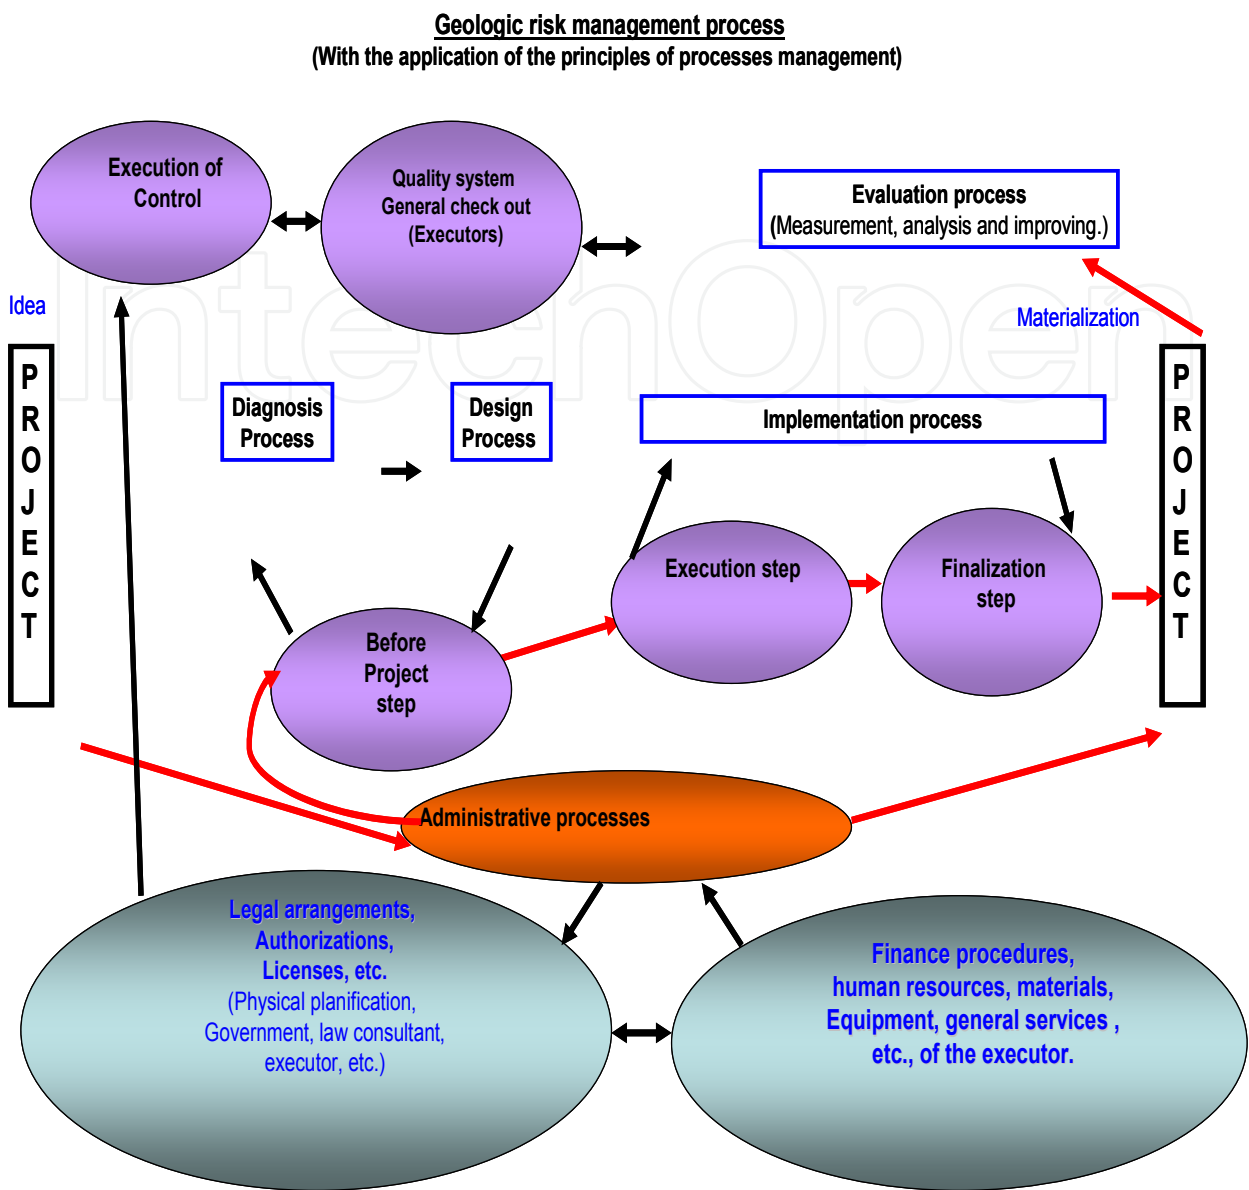 Geologic risk management process
(With the application of the principles of processes management)
Execution of
Control
Quality system
General check out
(Executors)
Evaluation process
(Measurement, analysis and improving.)
IntechOpen
Idea
Materialization
P
R
O
J
E
C
T
Diagnosis
Process
Design
Process
Implementation process
P
R
O
J
E
C
T
Execution step
Finalization
step
Before
Project
step
Administrative processes
Legal arrangements,
Authorizations,
Licenses, etc.
(Physical planification,
Government, law consultant,
executor, etc.)
Finance procedures,
human resources, materials,
Equipment, general services ,
etc., of the executor.